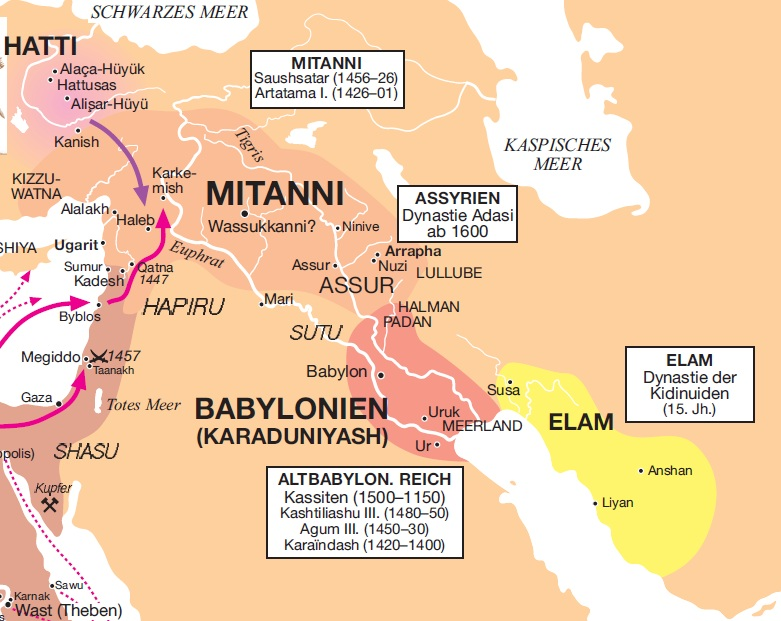 SCHWARZES MEER
HATTI
Alaça-Hüyük
Hattusas
Alişar-Hüyü
Kanish
MITANNI
Saushsatar (1456–26)
Artatama I. (1426–01)
Tigris
KASPISCHES
MEER
KIZZU-
WATNA
Karke-
mish
MITANNI
Wassukkanni?
ASSYRIEN
Dynastie Adasi
ab 1600
Alalakh
Haleb
Ninive
SHIYA
Ugarit
Euphrat
Arrapha
Nuzi
Assur
LULLUBE
Sumur
Qatna
1447
Kadesh
ASSUR
Mari
HAPIRU
HALMAN
PADAN
Byblos
SUTU
Megiddo
1457
Taanakh
Babylon
ELAM
Dynastie der
Kidinuiden
(15. Jh.)
Susa
Gaza
Totes Meer
BABYLONIEN
(KARADUNIYASH)
Uruk
MEERLAND
Ur
ELAM
opolis)
SHASU
ALTBABYLON. REICH
Kassiten (1500–1150)
Kashtiliashu III. (1480–50)
Agum III. (1450–30)
Karaïndash (1420–1400)
Anshan
Liyan
Kupfer
Sawu
Karnak
Wast (Theben)
s